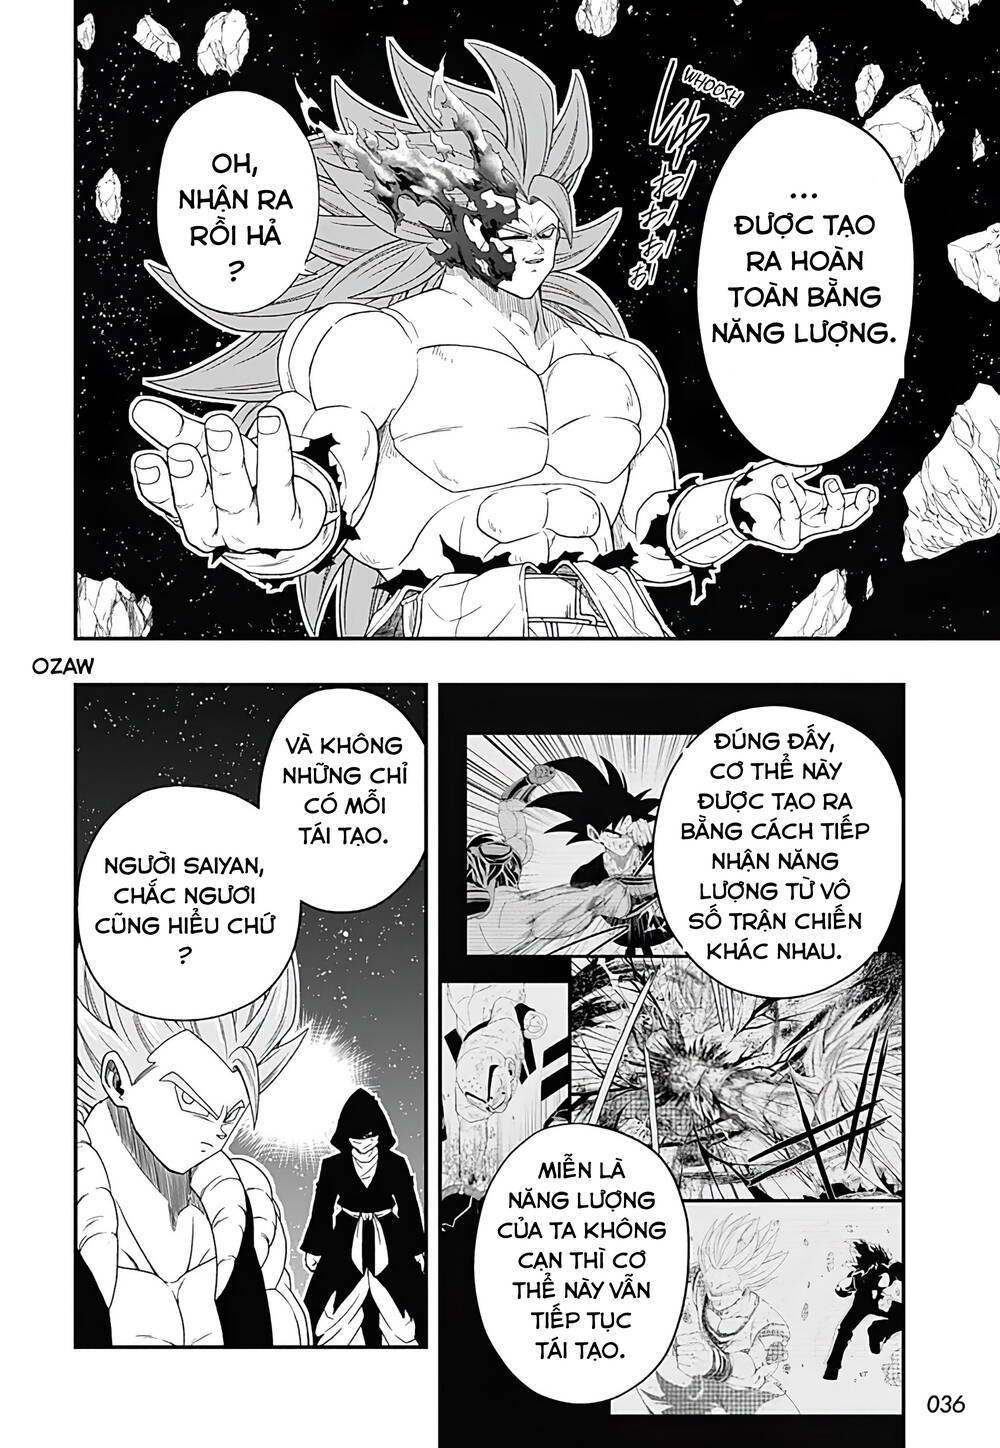 WHOOSH
...
ĐƯỢC TẠO
RA HOÀN
TOÀN BẰNG
NĂNG LƯỢNG.
OH,
NHẬN RA
RỒI HẢ
?
OZAW
ĐÚNG ĐẤY,
CƠ THỂ NÀY
ĐƯỢC TẠO RA
BẰNG CÁCH TIẾP
NHẬN NĂNG
LƯỢNG TỪ VÔ
SỐ TRẬN CHIẾN
KHÁC NHAU.
MIỄN LÀ
NĂNG LƯỢNG
CỦA TA KHÔNG
CẠN THÌ CƠ
THỂ NÀY VẪN
TIẾP TỤC
TÁI TẠO.
VÀ KHÔNG
NHỮNG CHỈ
CÓ MỖI
TÁI TẠO.
NGƯỜI SAIYAN,
CHẮC NGƯƠI
CŨNG HIỂU CHỨ
?
036